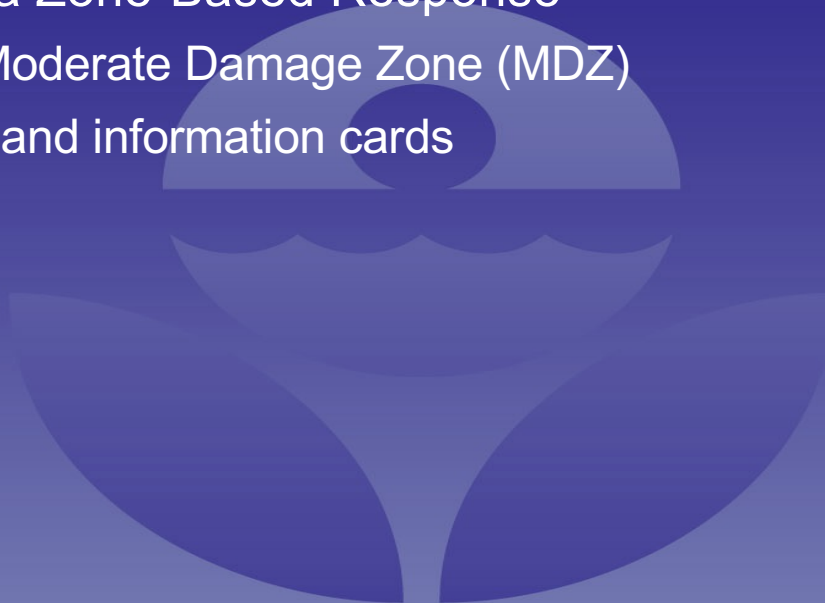 a Zone-Based Response
Moderate Damage Zone (MDZ)
and information cards